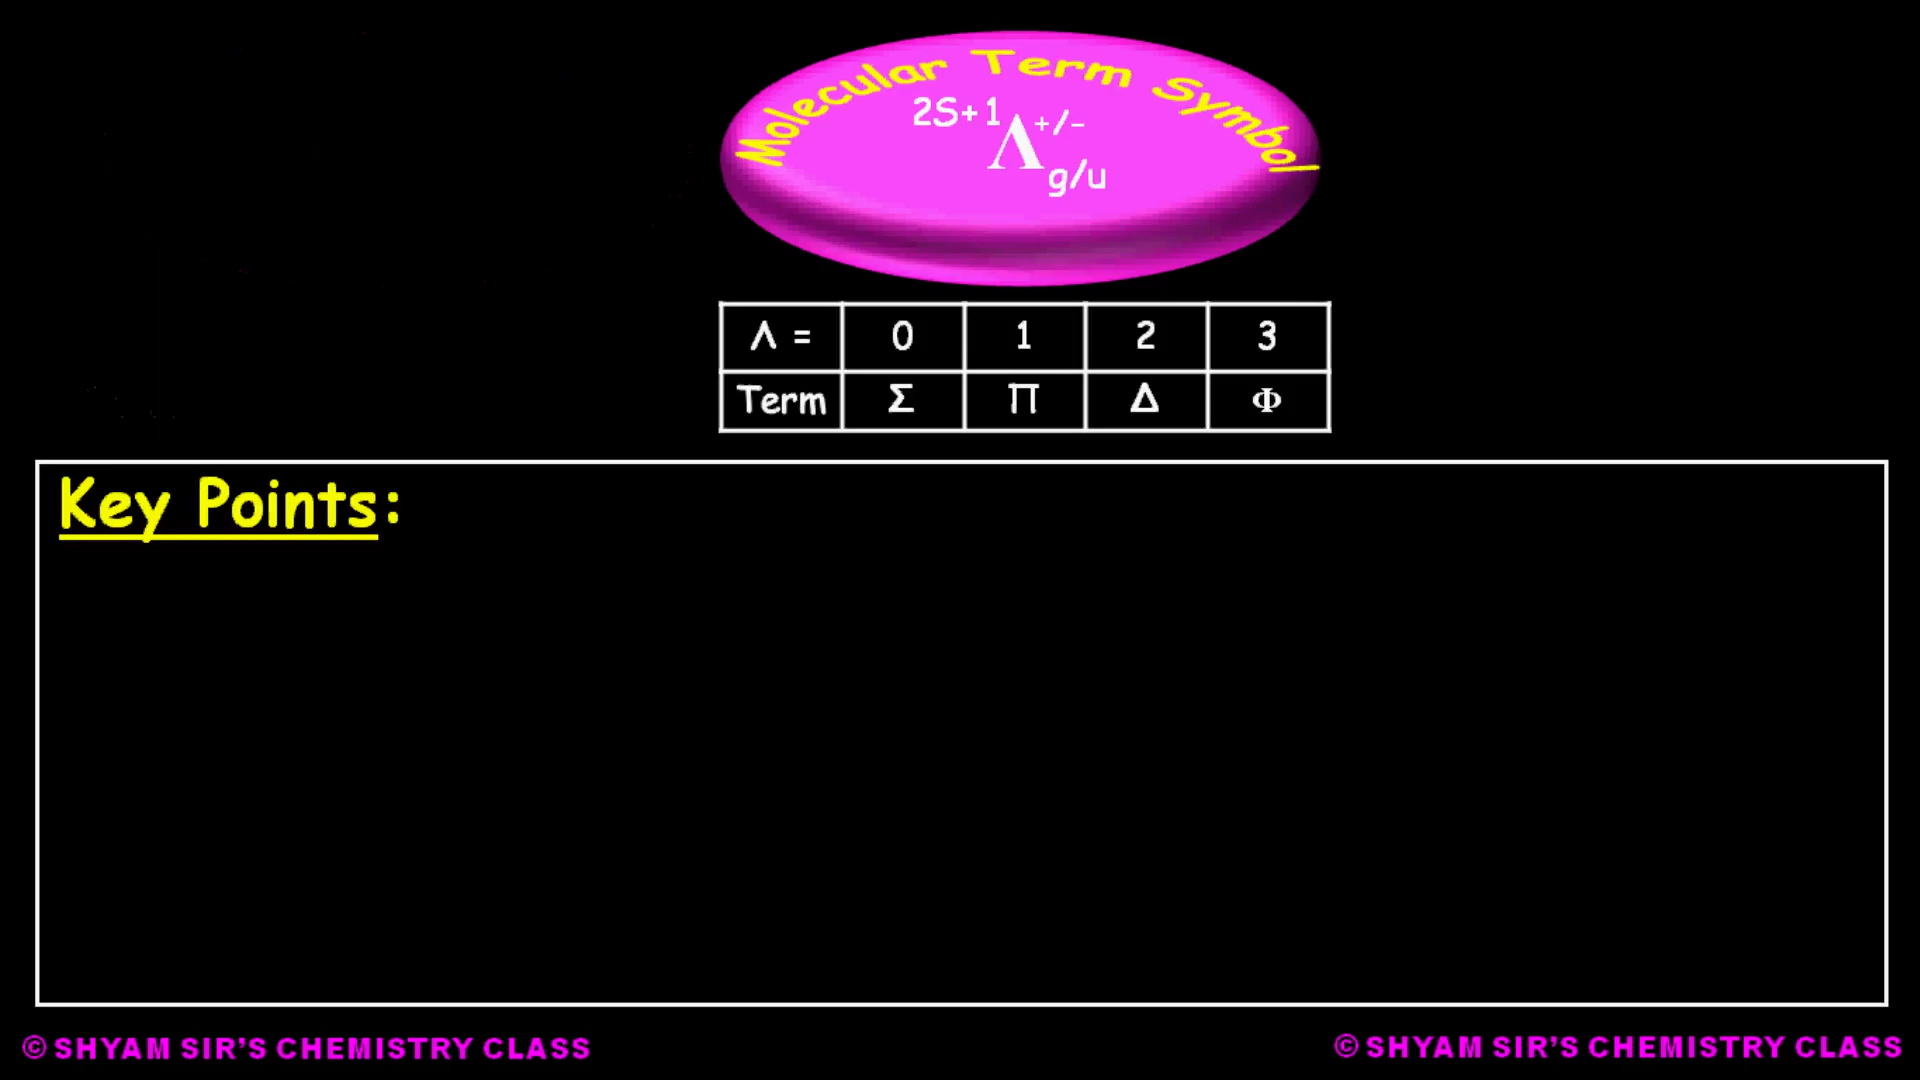 Molecular Term Symbol
2S+1Λ+/-g/u
Λ = 0 1 2 3
Term Σ Π Δ Φ
Key Points:
© SHYAM SIR'S CHEMISTRY CLASS
© SHYAM SIR'S CHEMISTRY CLASS